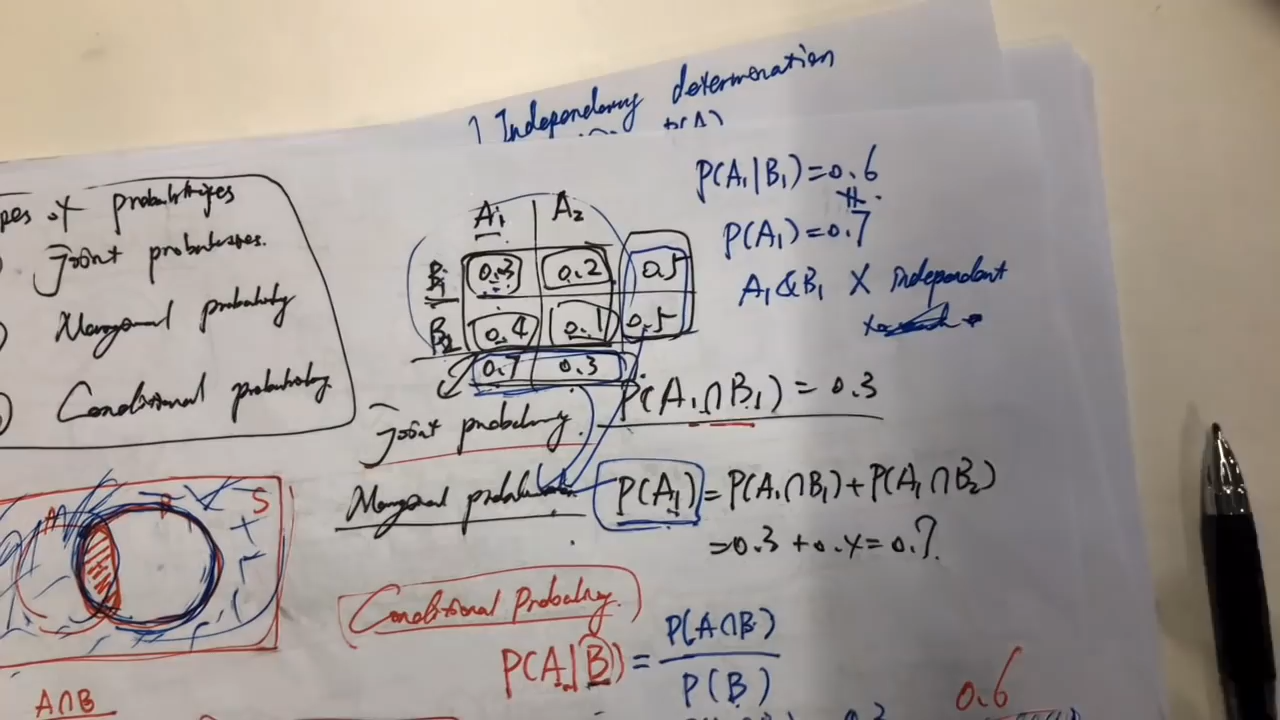 1 Independency determination
P(A)
pes of probabilities
Joint probabilities.
Marginal probability
Conditional probability.
A₁ A₂
B₁ 0.3 0.2 0.5
B₂ 0.4 0.1 0.5
0.7 0.3
P(A₁|B₁)=0.6
P(A₁)=0.7
A₁&B₁ X independent
Joint probability.
P(A₁∩B₁) = 0.3
Marginal
P(A₁) = P(A₁∩B₁)+P(A₁∩B₂)
=0.3+0.4=0.7.
A S
Conditional Probability.
P(A|B) = P(A∩B)
P(B)
A∩B
0.6